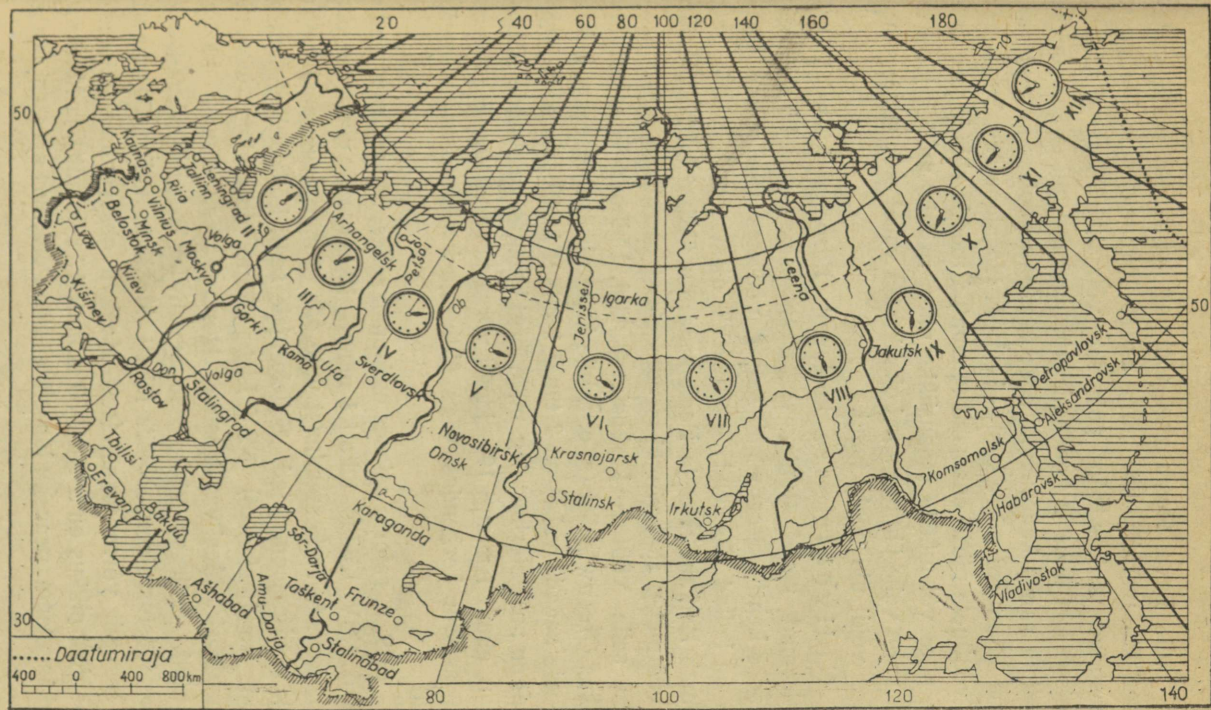 20 40 60 80 100 120 140 160 180
70
50
Kaunas
Tallinn
Leningrad II
Riia
Vilnius
Minsk
Belostok
Lvov
Volga
Moskva
Kiiev
Kišinev
Arhangelsk
III
Gorki
Petšoi
IV
Ob
Kama
Ufa
Sverdlovsk
V
Don
Volga
Rostov
Stalingrad
Tbilisi
Erevan
Bakuu
Jenissei
Igarka
VI
VII
Leena
VIII
Jakutsk IX
X
XI
XII
50
Petropavlovsk
Aleksandrovsk
Komsomolsk
Habarovsk
Vladivostok
Novosibirsk
Omsk
Krasnojarsk
Stalinsk
Irkutsk
Karaganda
Sõr-Darja
Amu-Darja
Taškent
Frunze
Stalinabad
Ašhabad
30
Daatumiraja
400 0 400 800 km
80 100 120 140